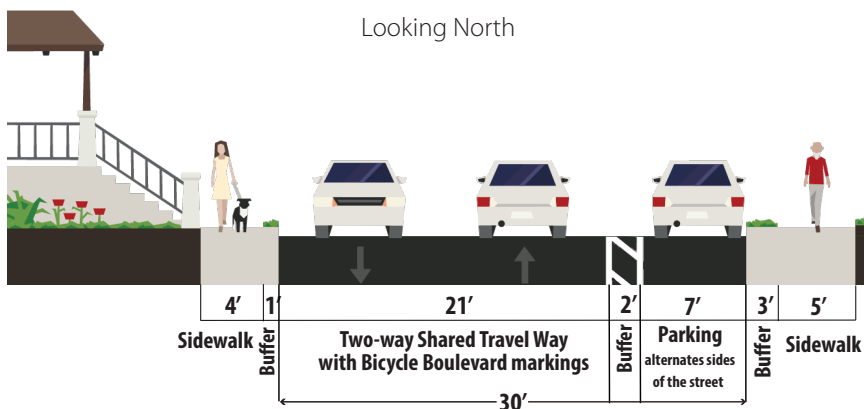 Looking North
4’
1’
21’
2’
7’
3’
5’
Sidewalk
Buffer
Two-way Shared Travel Way
with Bicycle Boulevard markings
Buffer
Parking
alternates sides
of the street
Buffer
Sidewalk
30’